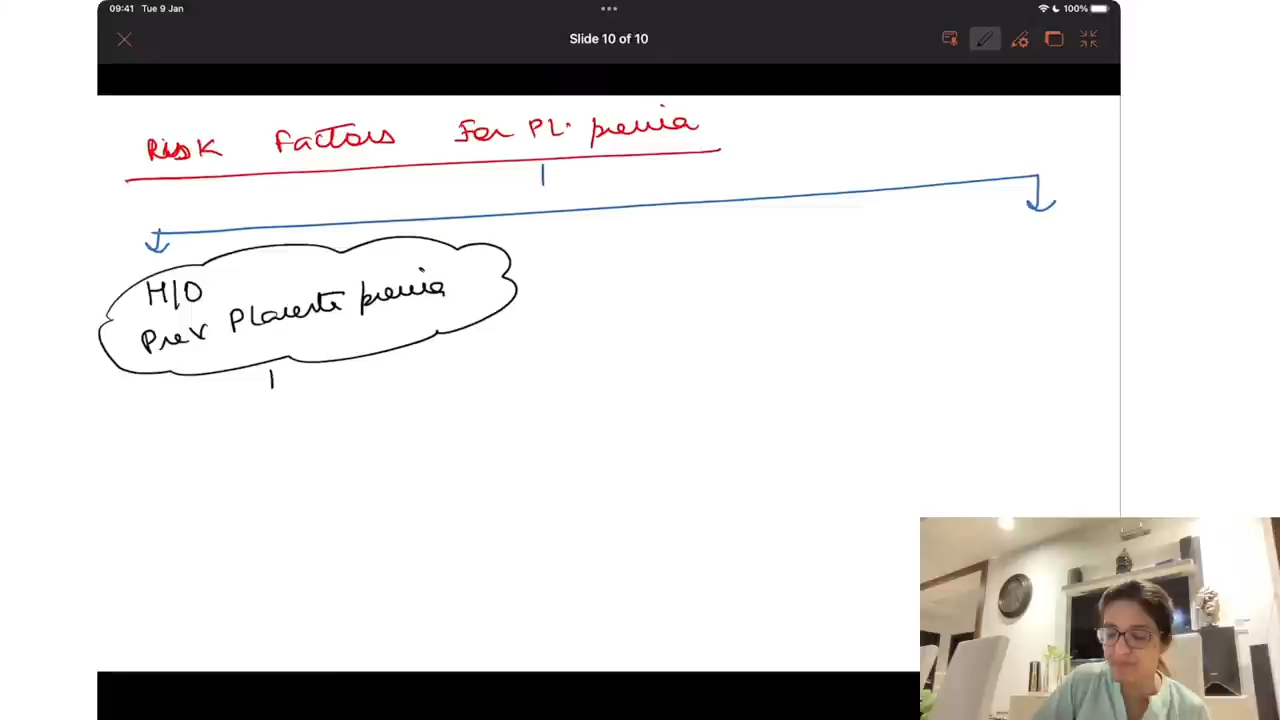 09:41 Tue 9 Jan
100%
Slide 10 of 10
Risk Factors For PL. previa
H/O
Prev Placenta previa